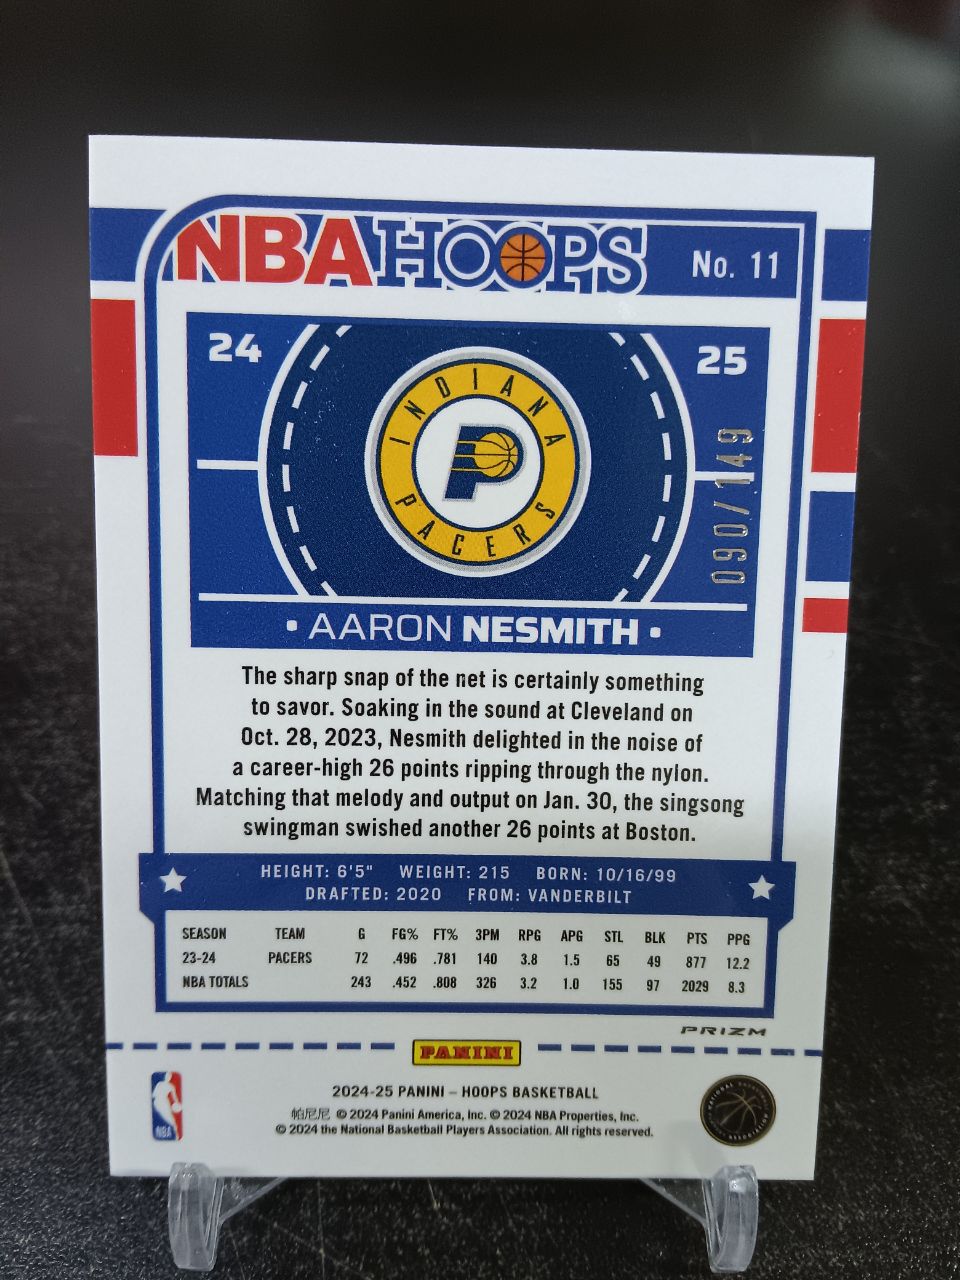 NBA HOOPS No. 11
24
25
INDIANA
PACERS
090/149
• AARON NESMITH •
The sharp snap of the net is certainly something
to savor. Soaking in the sound at Cleveland on
Oct. 28, 2023, Nesmith delighted in the noise of
a career-high 26 points ripping through the nylon.
Matching that melody and output on Jan. 30, the singsong
swingman swished another 26 points at Boston.
HEIGHT: 6'5" WEIGHT: 215 BORN: 10/16/99
DRAFTED: 2020 FROM: VANDERBILT
SEASON TEAM G FG% FT% 3PM RPG APG STL BLK PTS PPG
23-24 PACERS 72 .496 .781 140 3.8 1.5 65 49 877 12.2
NBA TOTALS 243 .452 .808 326 3.2 1.0 155 97 2029 8.3
PRIZM
PANINI
2024-25 PANINI – HOOPS BASKETBALL
帕尼尼 © 2024 Panini America, Inc. © 2024 NBA Properties, Inc.
© 2024 the National Basketball Players Association. All rights reserved.
NBA
NATIONAL BASKETBALL
ASSOCIATION